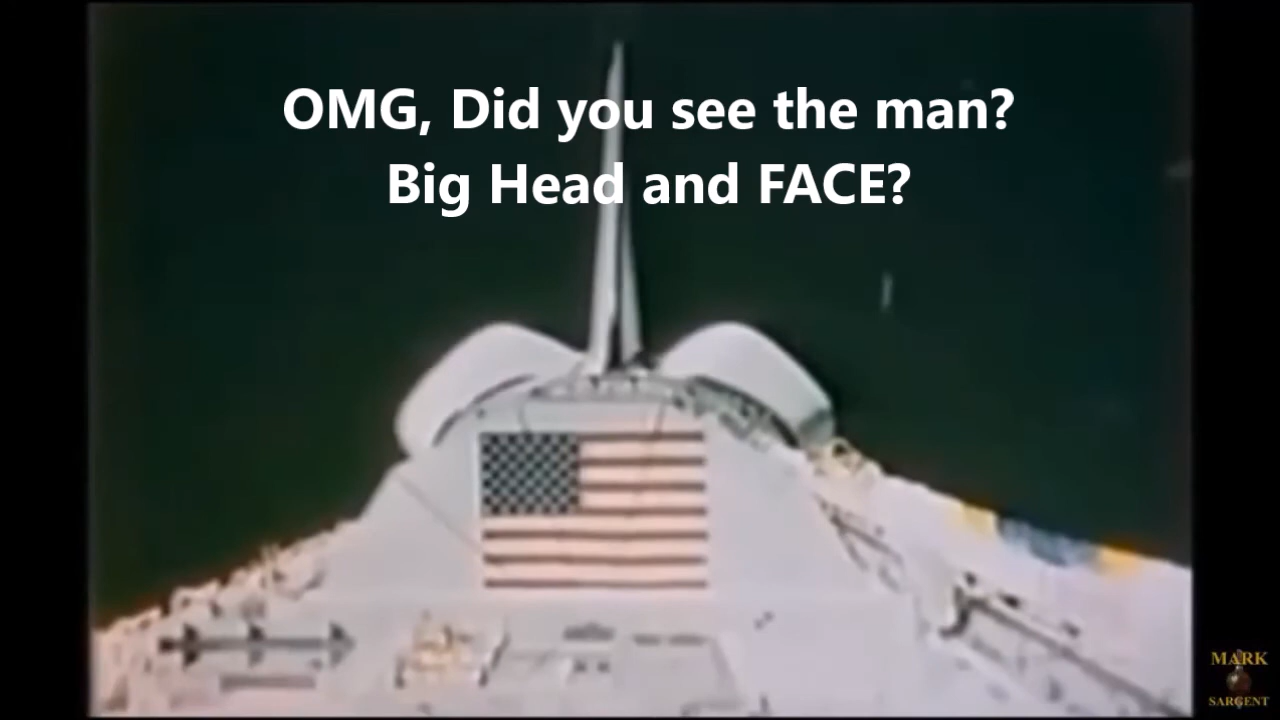 OMG, Did you see the man?
Big Head and FACE?
MARK
SARGENT